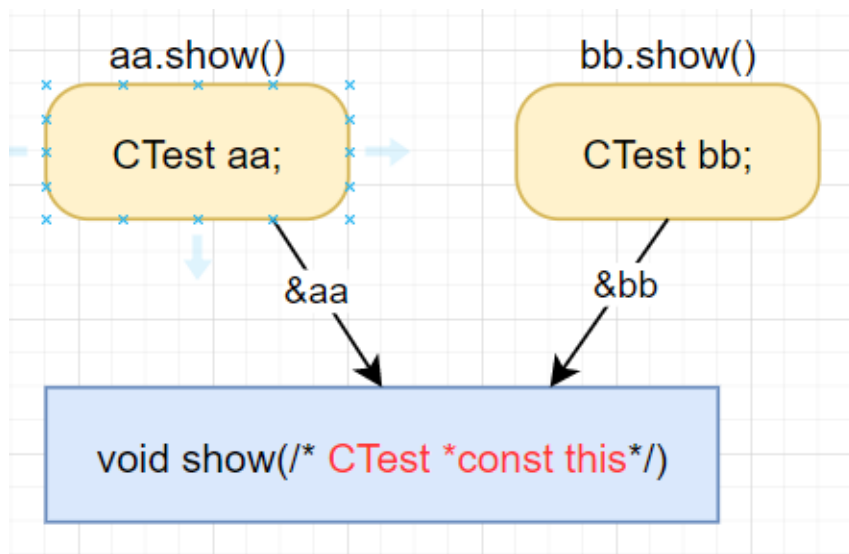 aa.show()
bb.show()
CTest aa;
CTest bb;
&aa
&bb
void show(/* CTest *const this*/)